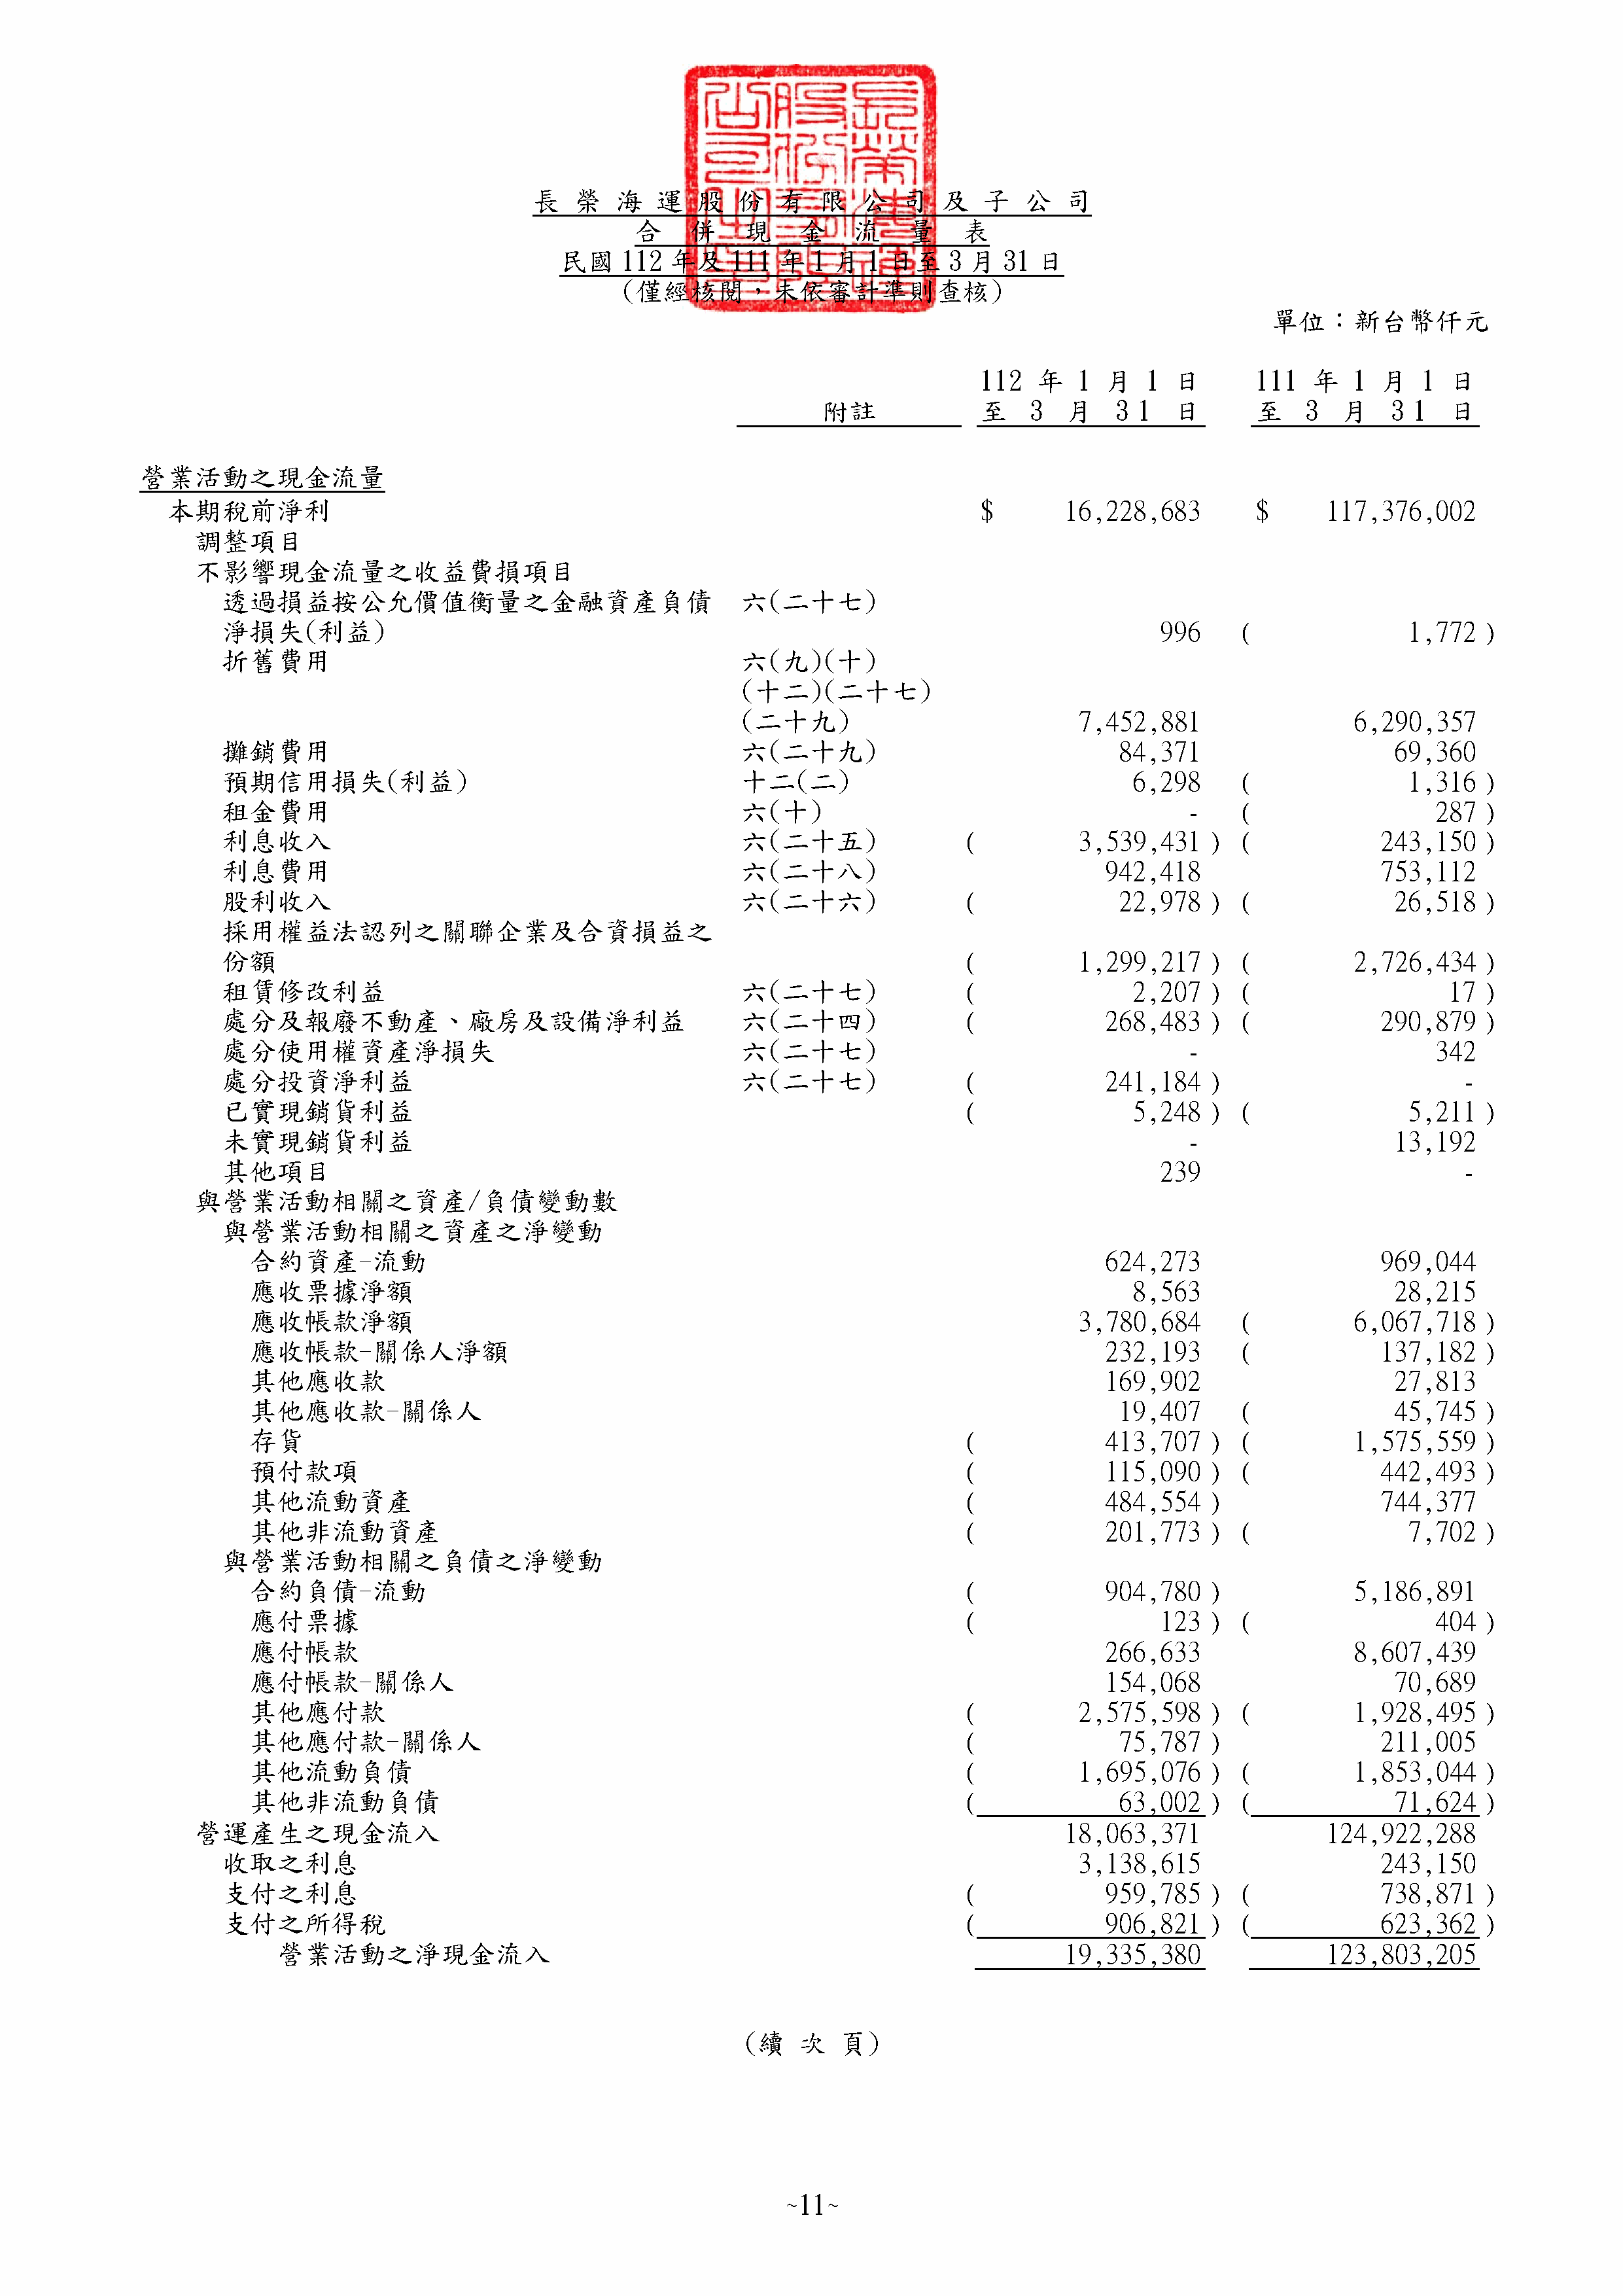 長榮海運股份有限公司及子公司
合併現金流量表
民國112年及111年1月1日至3月31日
(僅經核閱，未依審計準則查核)
單位：新台幣仟元
112 年 1 月 1 日 111 年 1 月 1 日
附註 至 3 月 31 日 至 3 月 31 日
營業活動之現金流量
本期稅前淨利 $ 16,228,683 $ 117,376,002
調整項目
不影響現金流量之收益費損項目
透過損益按公允價值衡量之金融資產負債 六(二十七)
淨損失(利益) 996 ( 1,772 )
折舊費用 六(九)(十)
(十二)(二十七)
(二十九) 7,452,881 6,290,357
攤銷費用 六(二十九) 84,371 69,360
預期信用損失(利益) 十二(二) 6,298 ( 1,316 )
租金費用 六(十) - ( 287 )
利息收入 六(二十五) ( 3,539,431 ) ( 243,150 )
利息費用 六(二十八) 942,418 753,112
股利收入 六(二十六) ( 22,978 ) ( 26,518 )
採用權益法認列之關聯企業及合資損益之
份額 ( 1,299,217 ) ( 2,726,434 )
租賃修改利益 六(二十七) ( 2,207 ) ( 17 )
處分及報廢不動產、廠房及設備淨利益 六(二十四) ( 268,483 ) ( 290,879 )
處分使用權資產淨損失 六(二十七) - 342
處分投資淨利益 六(二十七) ( 241,184 ) -
已實現銷貨利益 ( 5,248 ) ( 5,211 )
未實現銷貨利益 - 13,192
其他項目 239 -
與營業活動相關之資產/負債變動數
與營業活動相關之資產之淨變動
合約資產-流動 624,273 969,044
應收票據淨額 8,563 28,215
應收帳款淨額 3,780,684 ( 6,067,718 )
應收帳款-關係人淨額 232,193 ( 137,182 )
其他應收款 169,902 27,813
其他應收款-關係人 19,407 ( 45,745 )
存貨 ( 413,707 ) ( 1,575,559 )
預付款項 ( 115,090 ) ( 442,493 )
其他流動資產 ( 484,554 ) 744,377
其他非流動資產 ( 201,773 ) ( 7,702 )
與營業活動相關之負債之淨變動
合約負債-流動 ( 904,780 ) 5,186,891
應付票據 ( 123 ) ( 404 )
應付帳款 266,633 8,607,439
應付帳款-關係人 154,068 70,689
其他應付款 ( 2,575,598 ) ( 1,928,495 )
其他應付款-關係人 ( 75,787 ) 211,005
其他流動負債 ( 1,695,076 ) ( 1,853,044 )
其他非流動負債 ( 63,002 ) ( 71,624 )
營運產生之現金流入 18,063,371 124,922,288
收取之利息 3,138,615 243,150
支付之利息 ( 959,785 ) ( 738,871 )
支付之所得稅 ( 906,821 ) ( 623,362 )
營業活動之淨現金流入 19,335,380 123,803,205
(續 次 頁)
~11~